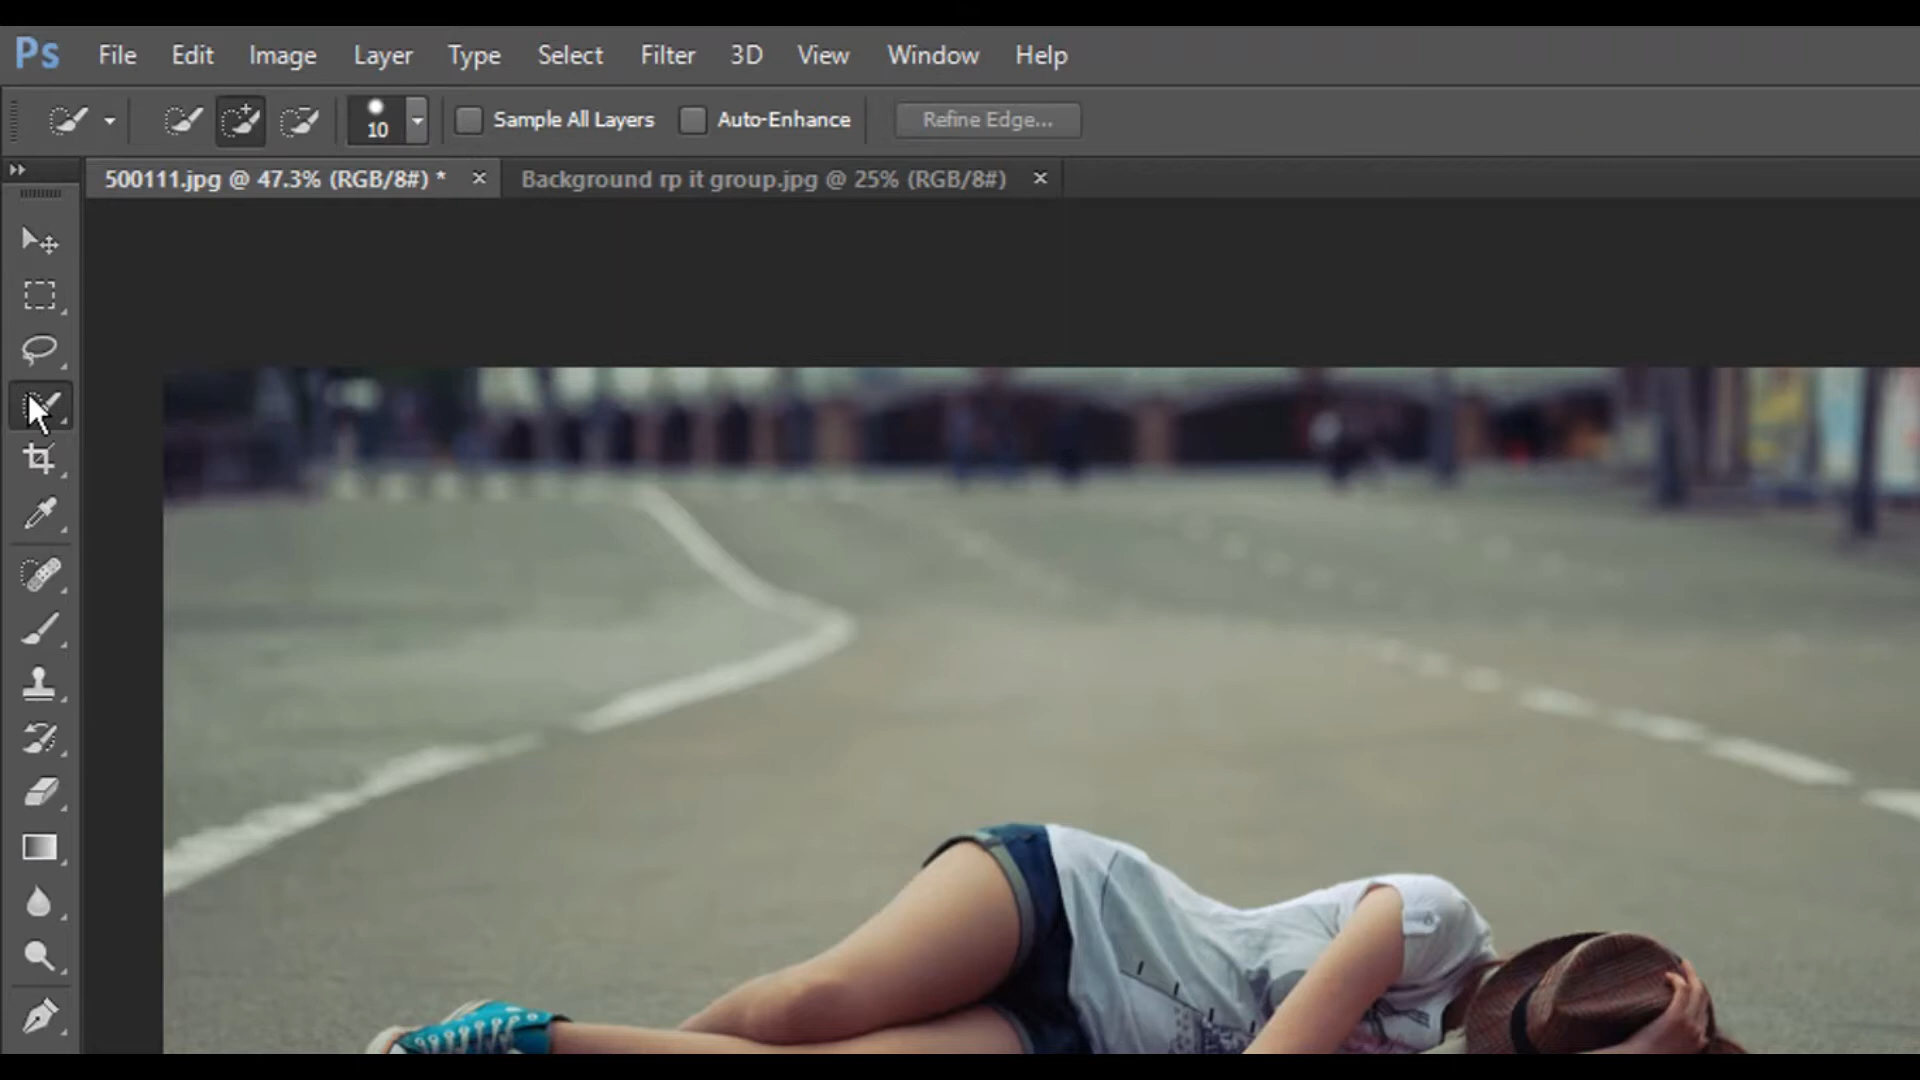 Ps File Edit Image Layer Type Select Filter 3D View Window Help
10 Sample All Layers Auto-Enhance Refine Edge...
500111.jpg @ 47.3% (RGB/8#) * × Background rp it group.jpg @ 25% (RGB/8#) ×